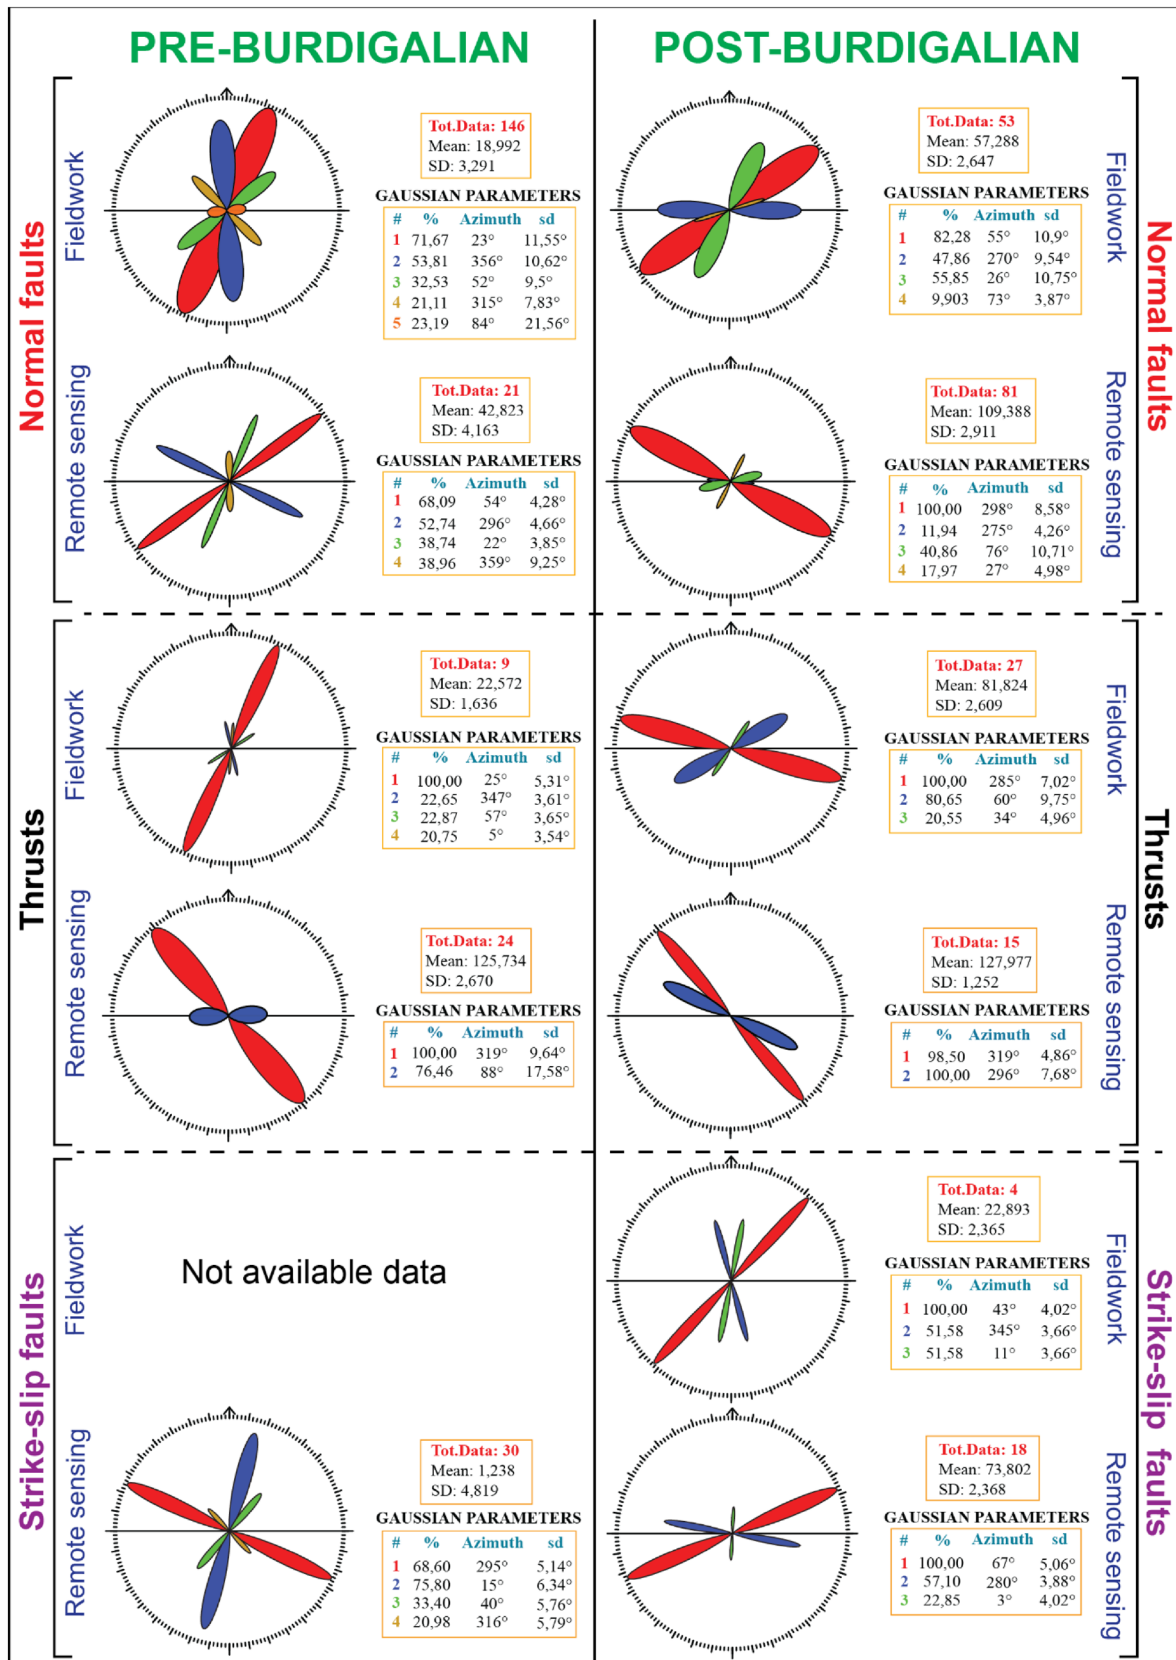 PRE-BURDIGALIAN
POST-BURDIGALIAN
Normal faults
Fieldwork
Tot.Data: 146
Mean: 18,992
SD: 3,291
GAUSSIAN PARAMETERS
# % Azimuth sd
1 71,67 23° 11,55°
2 53,81 356° 10,62°
3 32,53 52° 9,5°
4 21,11 315° 7,83°
5 23,19 84° 21,56°
Tot.Data: 53
Mean: 57,288
SD: 2,647
GAUSSIAN PARAMETERS
# % Azimuth sd
1 82,28 55° 10,9°
2 47,86 270° 9,54°
3 55,85 26° 10,75°
4 9,903 73° 3,87°
Fieldwork
Normal faults
Remote sensing
Tot.Data: 21
Mean: 42,823
SD: 4,163
GAUSSIAN PARAMETERS
# % Azimuth sd
1 68,09 54° 4,28°
2 52,74 296° 4,66°
3 38,74 22° 3,85°
4 38,96 359° 9,25°
Tot.Data: 81
Mean: 109,388
SD: 2,911
GAUSSIAN PARAMETERS
# % Azimuth sd
1 100,00 298° 8,58°
2 11,94 275° 4,26°
3 40,86 76° 10,71°
4 17,97 27° 4,98°
Remote sensing
Thrusts
Fieldwork
Tot.Data: 9
Mean: 22,572
SD: 1,636
GAUSSIAN PARAMETERS
# % Azimuth sd
1 100,00 25° 5,31°
2 22,65 347° 3,61°
3 22,87 57° 3,65°
4 20,75 5° 3,54°
Tot.Data: 27
Mean: 81,824
SD: 2,609
GAUSSIAN PARAMETERS
# % Azimuth sd
1 100,00 285° 7,02°
2 80,65 60° 9,75°
3 20,55 34° 4,96°
Fieldwork
Thrusts
Remote sensing
Tot.Data: 24
Mean: 125,734
SD: 2,670
GAUSSIAN PARAMETERS
# % Azimuth sd
1 100,00 319° 9,64°
2 76,46 88° 17,58°
Tot.Data: 15
Mean: 127,977
SD: 1,252
GAUSSIAN PARAMETERS
# % Azimuth sd
1 98,50 319° 4,86°
2 100,00 296° 7,68°
Remote sensing
Strike-slip faults
Fieldwork
Not available data
Tot.Data: 4
Mean: 22,893
SD: 2,365
GAUSSIAN PARAMETERS
# % Azimuth sd
1 100,00 43° 4,02°
2 51,58 345° 3,66°
3 51,58 11° 3,66°
Fieldwork
Strike-slip faults
Remote sensing
Tot.Data: 30
Mean: 1,238
SD: 4,819
GAUSSIAN PARAMETERS
# % Azimuth sd
1 68,60 295° 5,14°
2 75,80 15° 6,34°
3 33,40 40° 5,76°
4 20,98 316° 5,79°
Tot.Data: 18
Mean: 73,802
SD: 2,368
GAUSSIAN PARAMETERS
# % Azimuth sd
1 100,00 67° 5,06°
2 57,10 280° 3,88°
3 22,85 3° 4,02°
Remote sensing